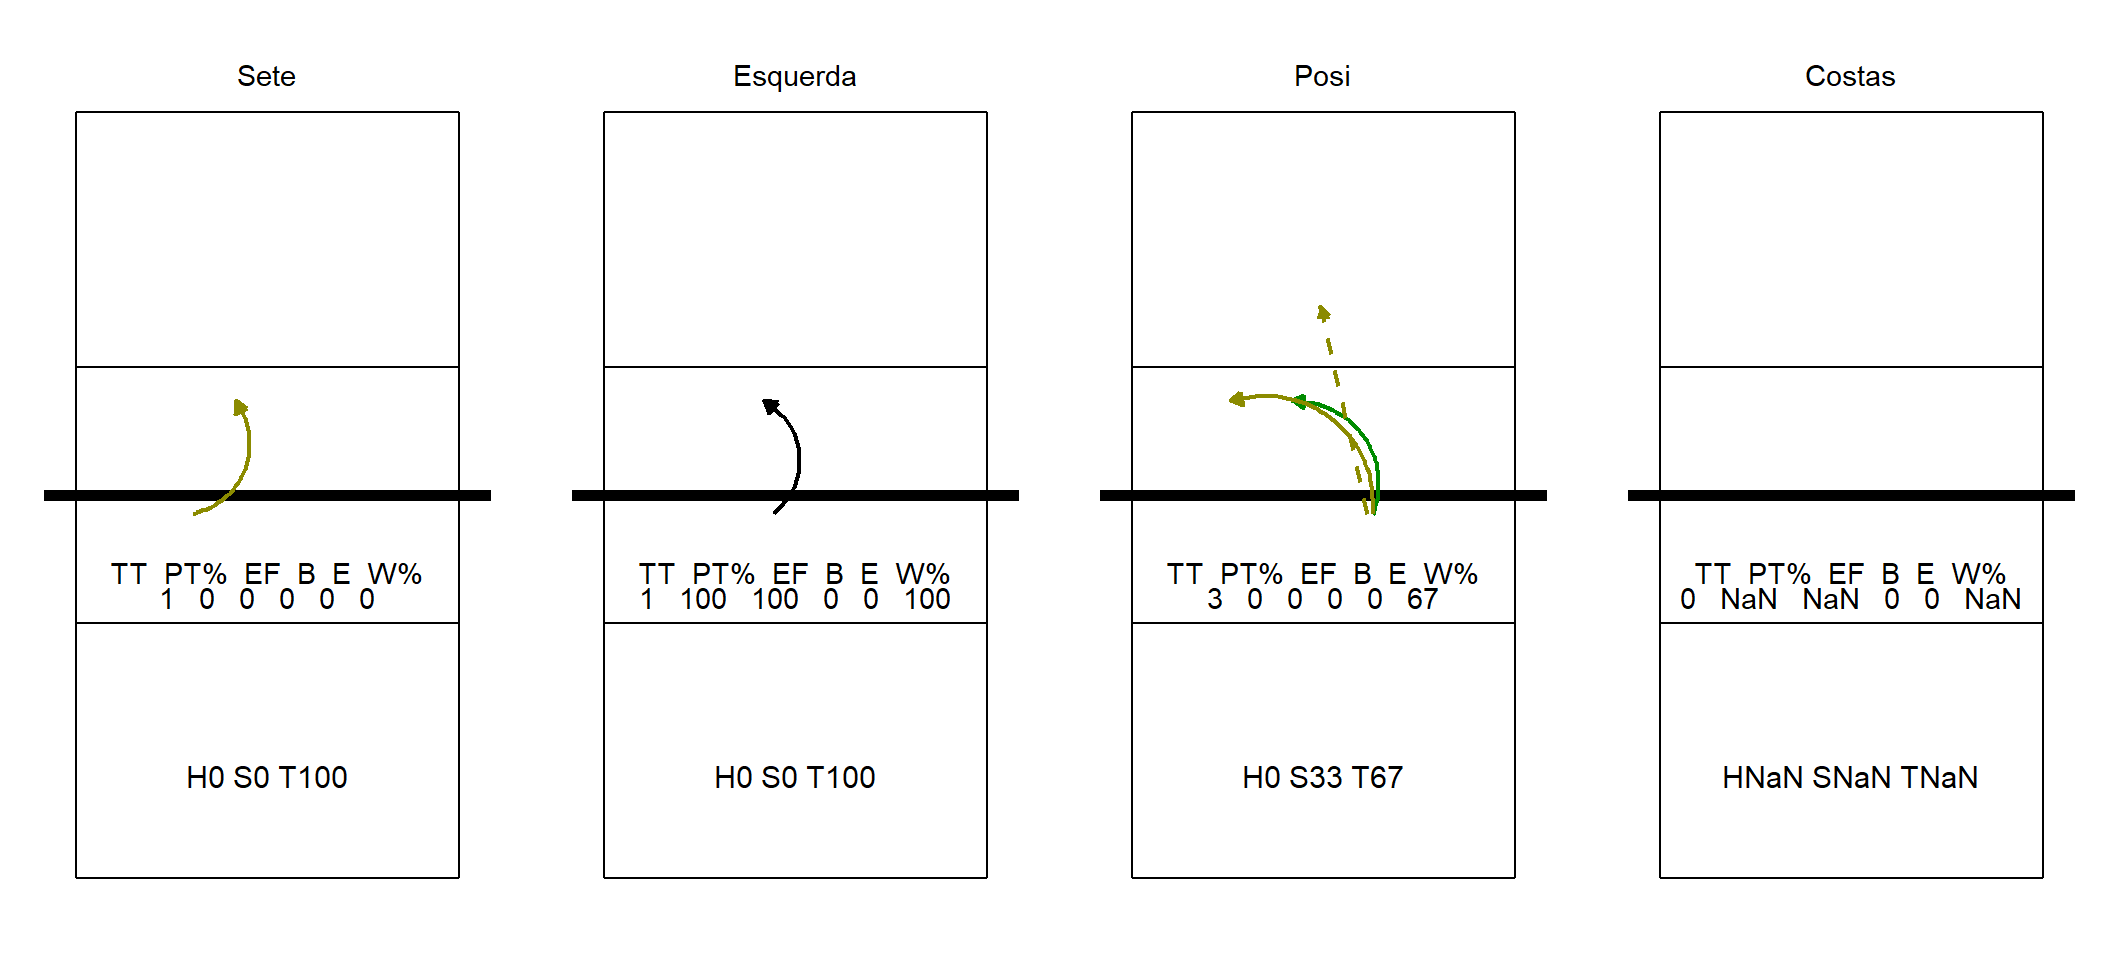 Sete
TT PT% EF B E W%
1 0 0 0 0 0
H0 S0 T100
Esquerda
TT PT% EF B E W%
1 100 100 0 0 100
H0 S0 T100
Posi
TT PT% EF B E W%
3 0 0 0 0 67
H0 S33 T67
Costas
TT PT% EF B E W%
0 NaN NaN 0 0 NaN
HNaN SNaN TNaN